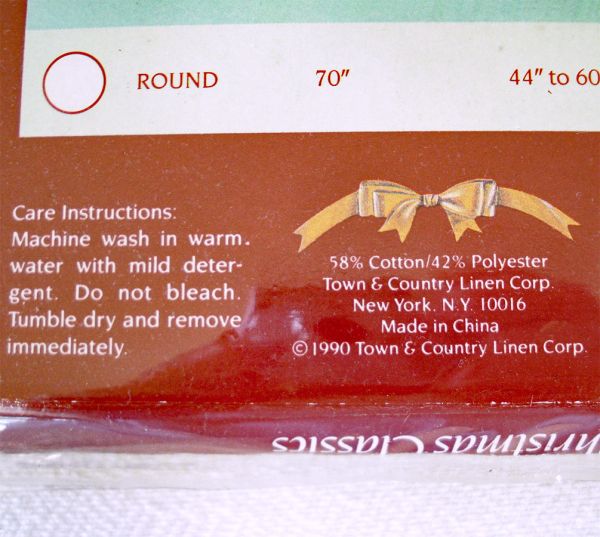 ROUND 70" 44" to 60
Care Instructions:
Machine wash in warm.
water with mild deter-
gent. Do not bleach.
Tumble dry and remove
immediately.
58% Cotton/42% Polyester
Town & Country Linen Corp.
New York, N.Y. 10016
Made in China
©1990 Town & Country Linen Corp.
hristmas Classics